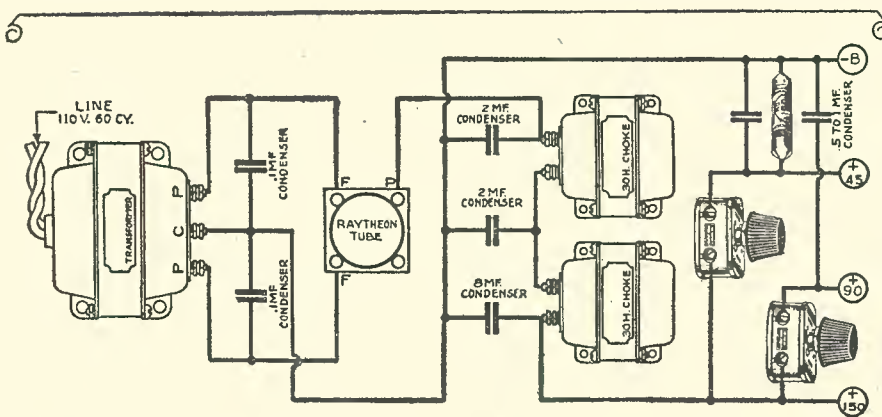 LINE
110 V. 60 CY.
TRANSFORMER
P
C
P
.1 MF.
CONDENSER
.1 MF.
CONDENSER
F
P
RAYTHEON
TUBE
F
2 MF.
CONDENSER
2 MF.
CONDENSER
8 MF.
CONDENSER
30 H. CHOKE
30 H. CHOKE
-B
.5 TO 1 MF.
CONDENSER
+
45
+
90
+
150